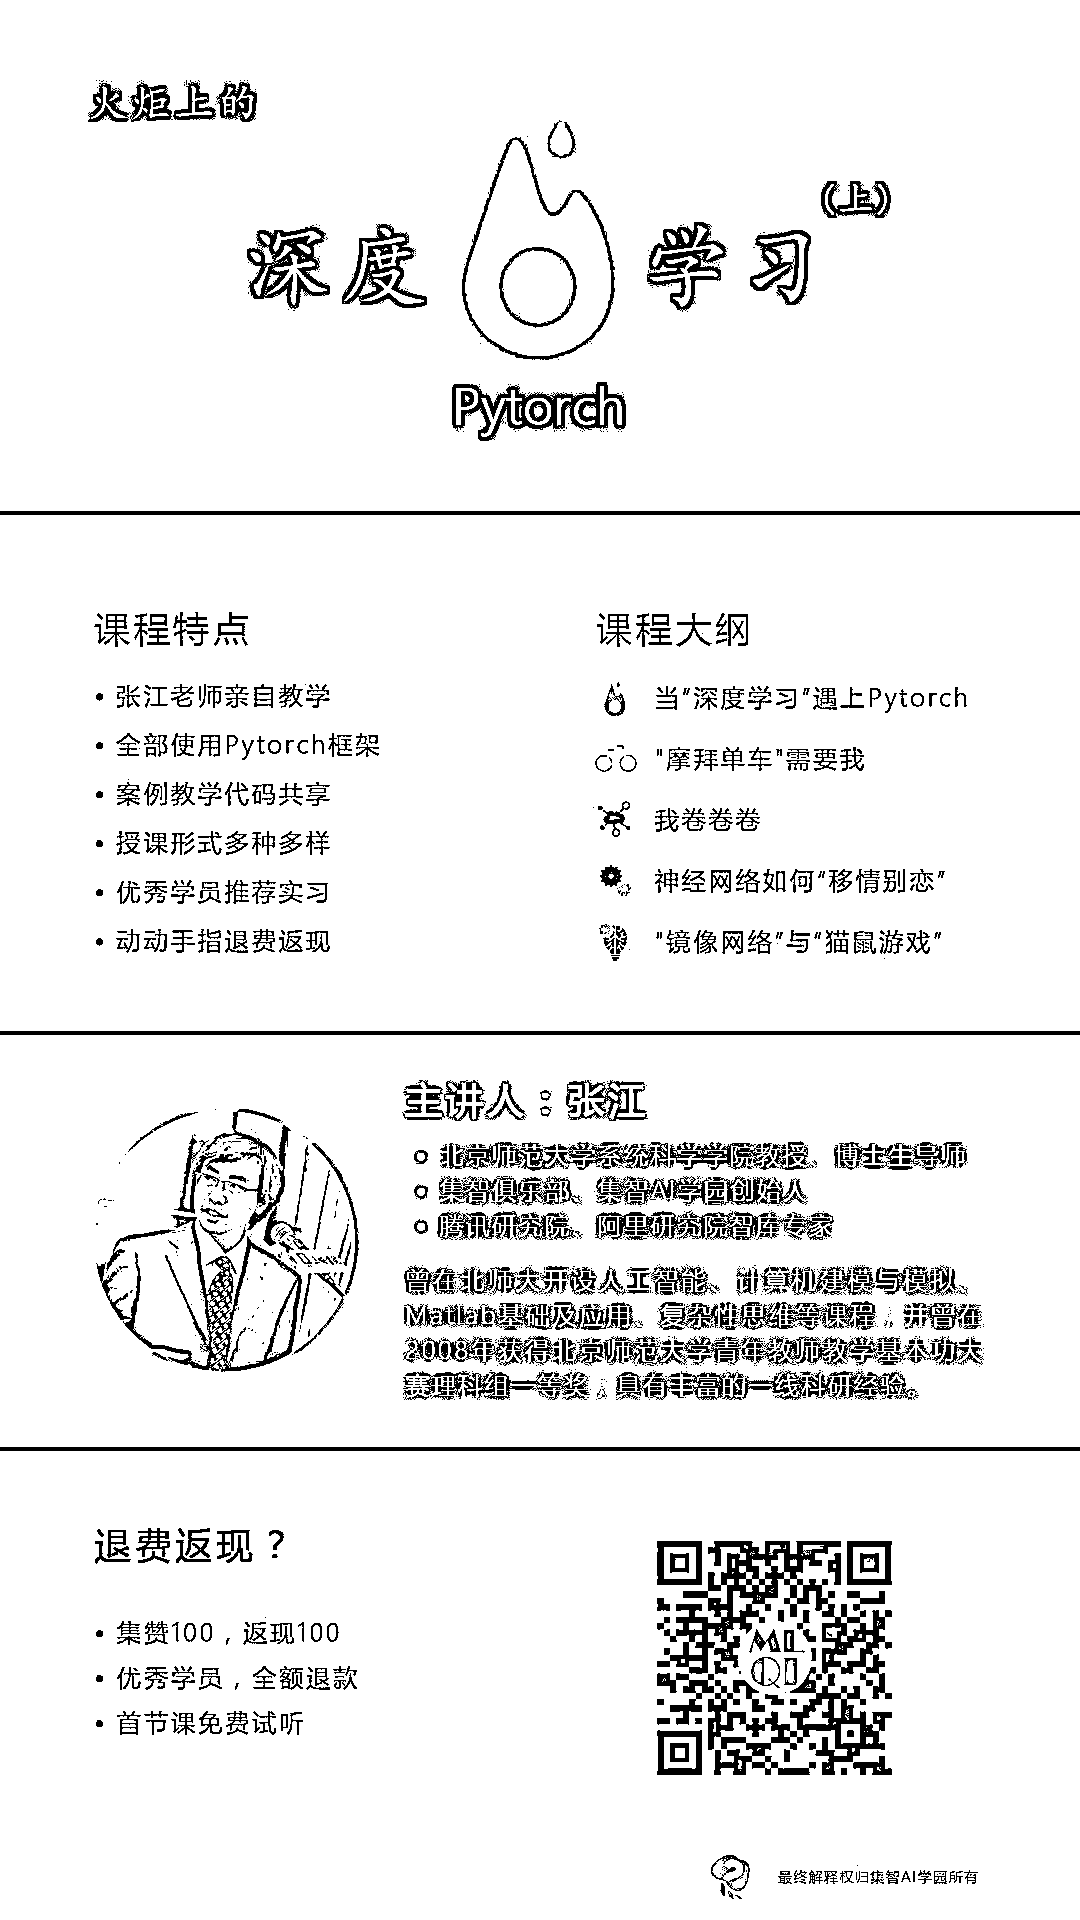 火炬上的
深度学习(上)
Pytorch
课程特点
• 张江老师亲自教学
• 全部使用Pytorch框架
• 案例教学代码共享
• 授课形式多种多样
• 优秀学员推荐实习
• 动动手指退费返现
课程大纲
当“深度学习”遇上Pytorch
"摩拜单车"需要我
我卷卷卷
神经网络如何“移情别恋”
"镜像网络”与“猫鼠游戏”
主讲人：张江
北京师范大学系统科学学院教授、博士生导师
集智俱乐部、集智AI学园创始人
腾讯研究院、阿里研究院智库专家
曾在北师大开设人工智能、计算机建模与模拟、
Matlab基础及应用、复杂性思维等课程，并曾在
2008年获得北京师范大学青年教师教学基本功大
赛理科组一等奖，具有丰富的一线科研经验。
退费返现？
• 集赞100，返现100
• 优秀学员，全额退款
• 首节课免费试听
最终解释权归集智AI学园所有